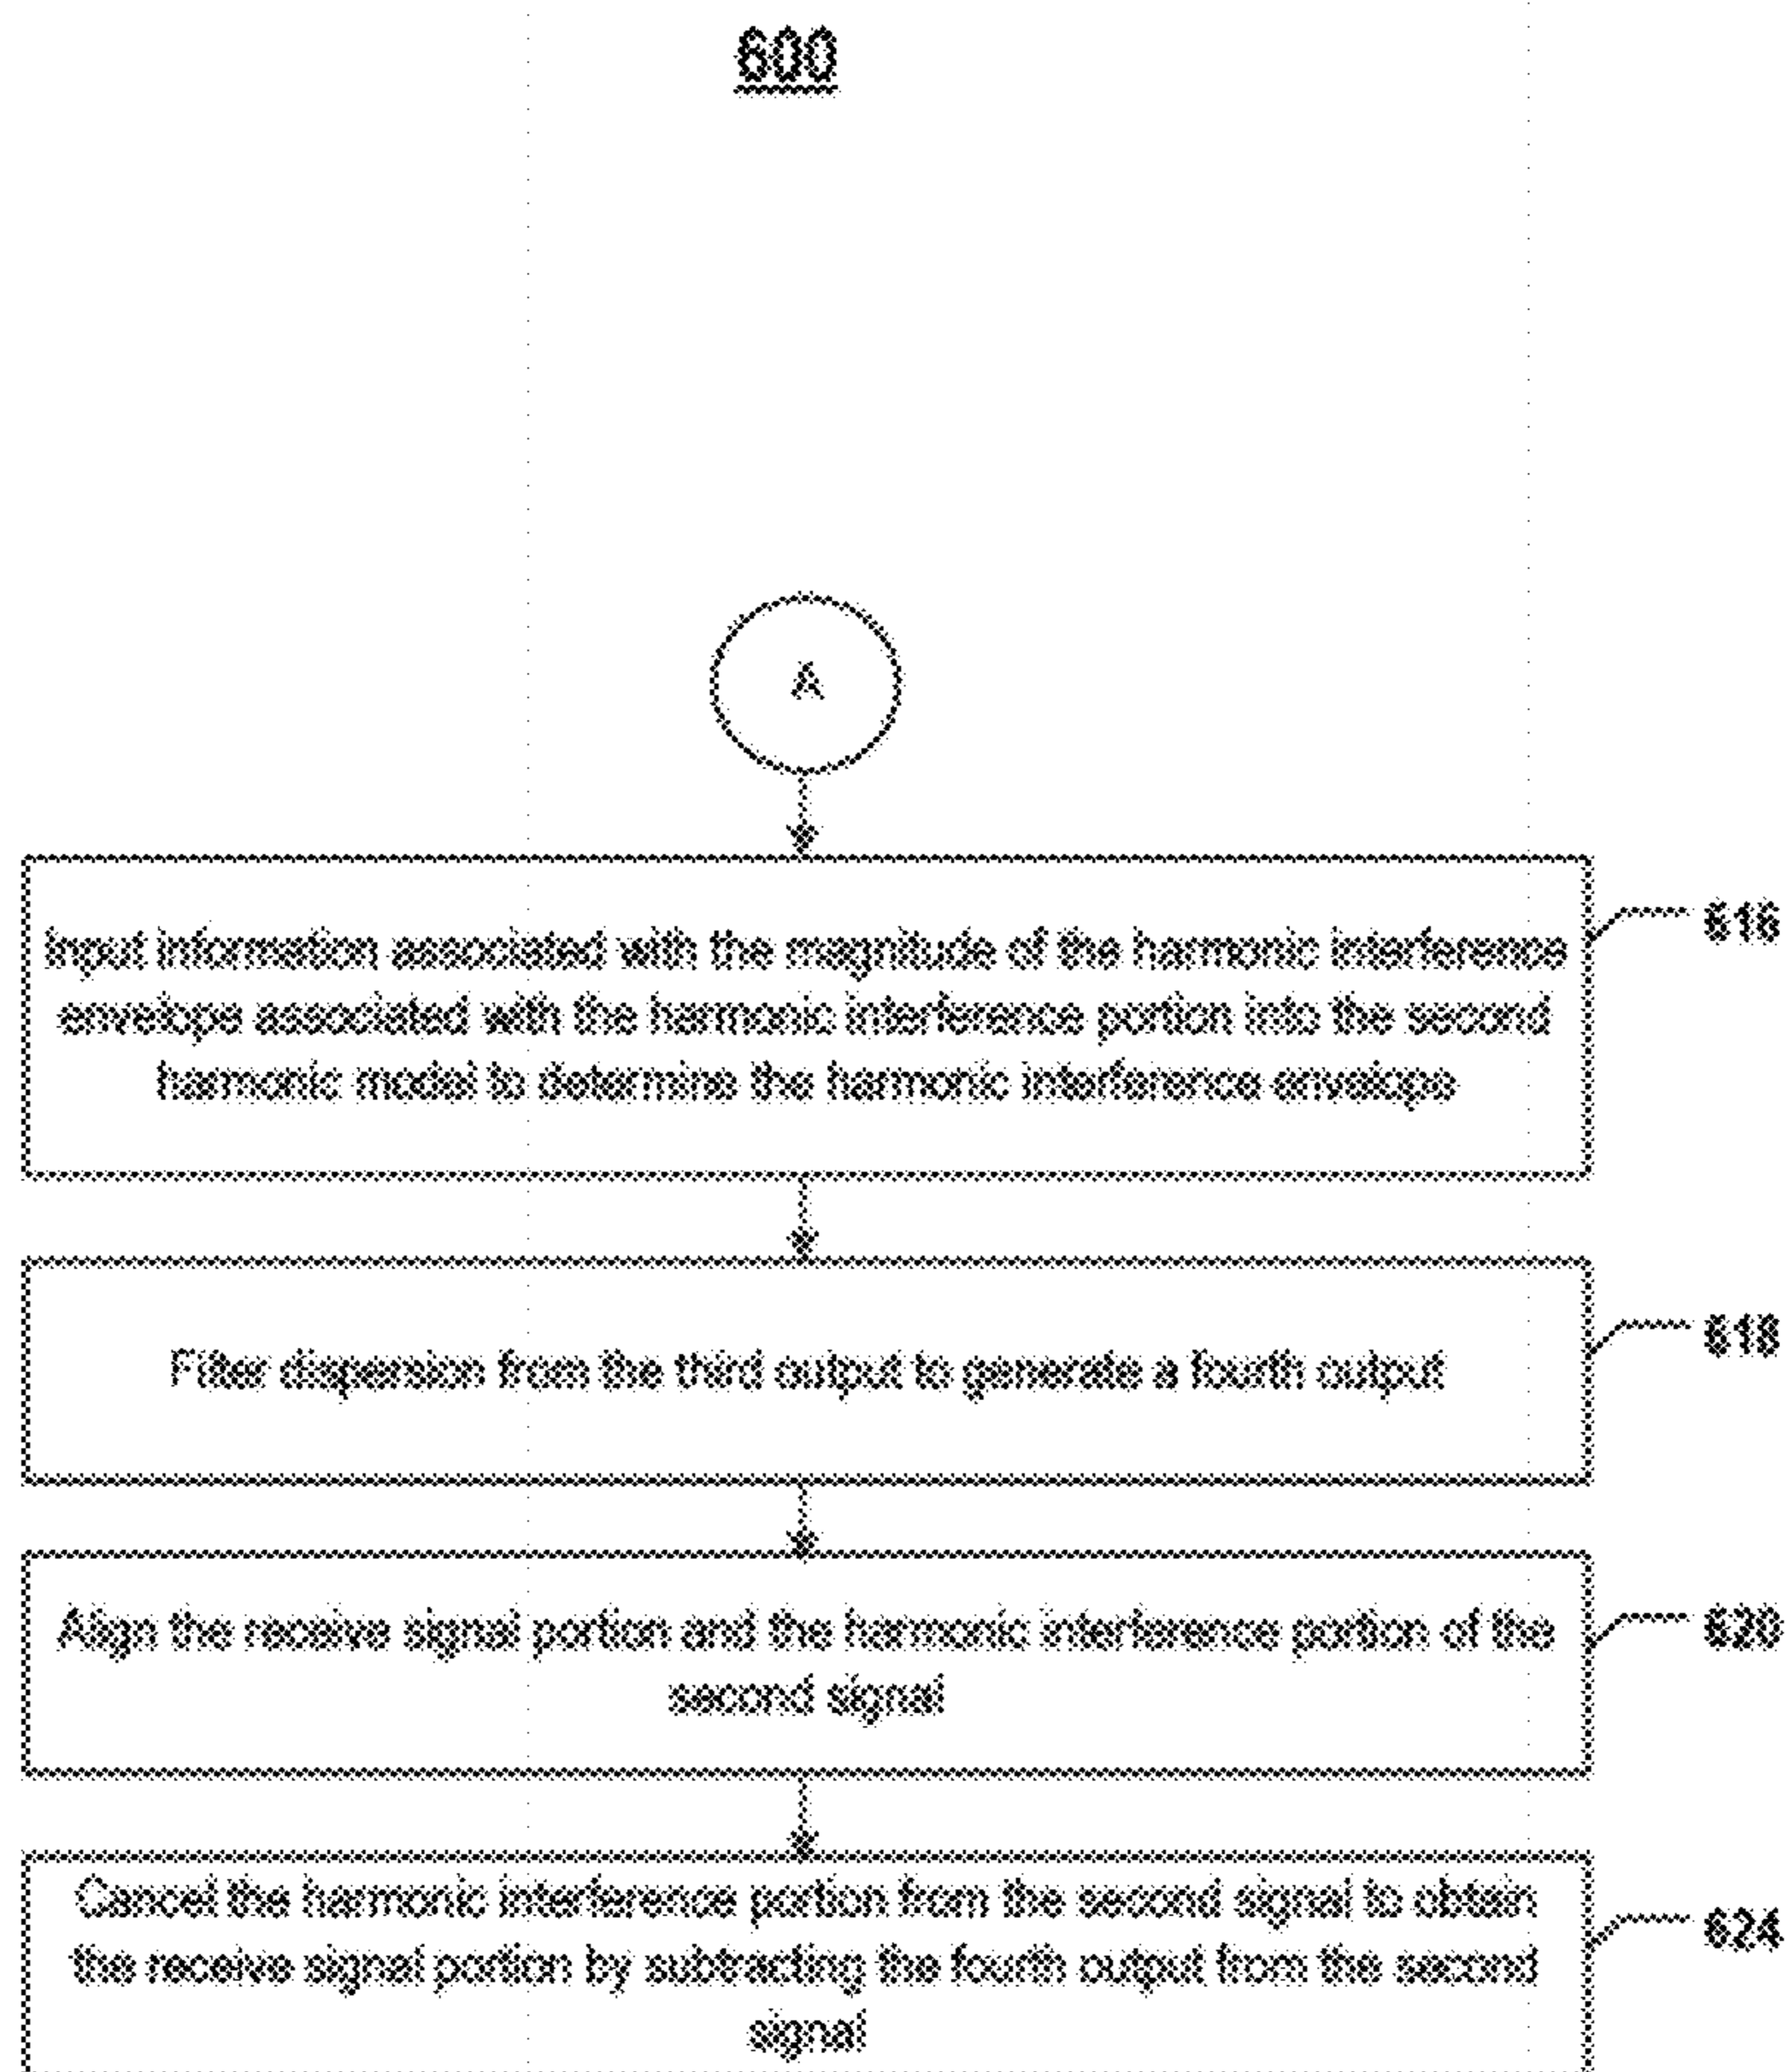 600
A
Input information associated with the magnitude of the harmonic interference
envelope associated with the harmonic interference portion into the second
harmonic model to determine the harmonic interference envelope
616
Filter dispersion from the third output to generate a fourth output
618
Align the receive signal portion and the harmonic interference portion of the
second signal
620
Cancel the harmonic interference portion from the second signal to obtain
the receive signal portion by subtracting the fourth output from the second
signal
624